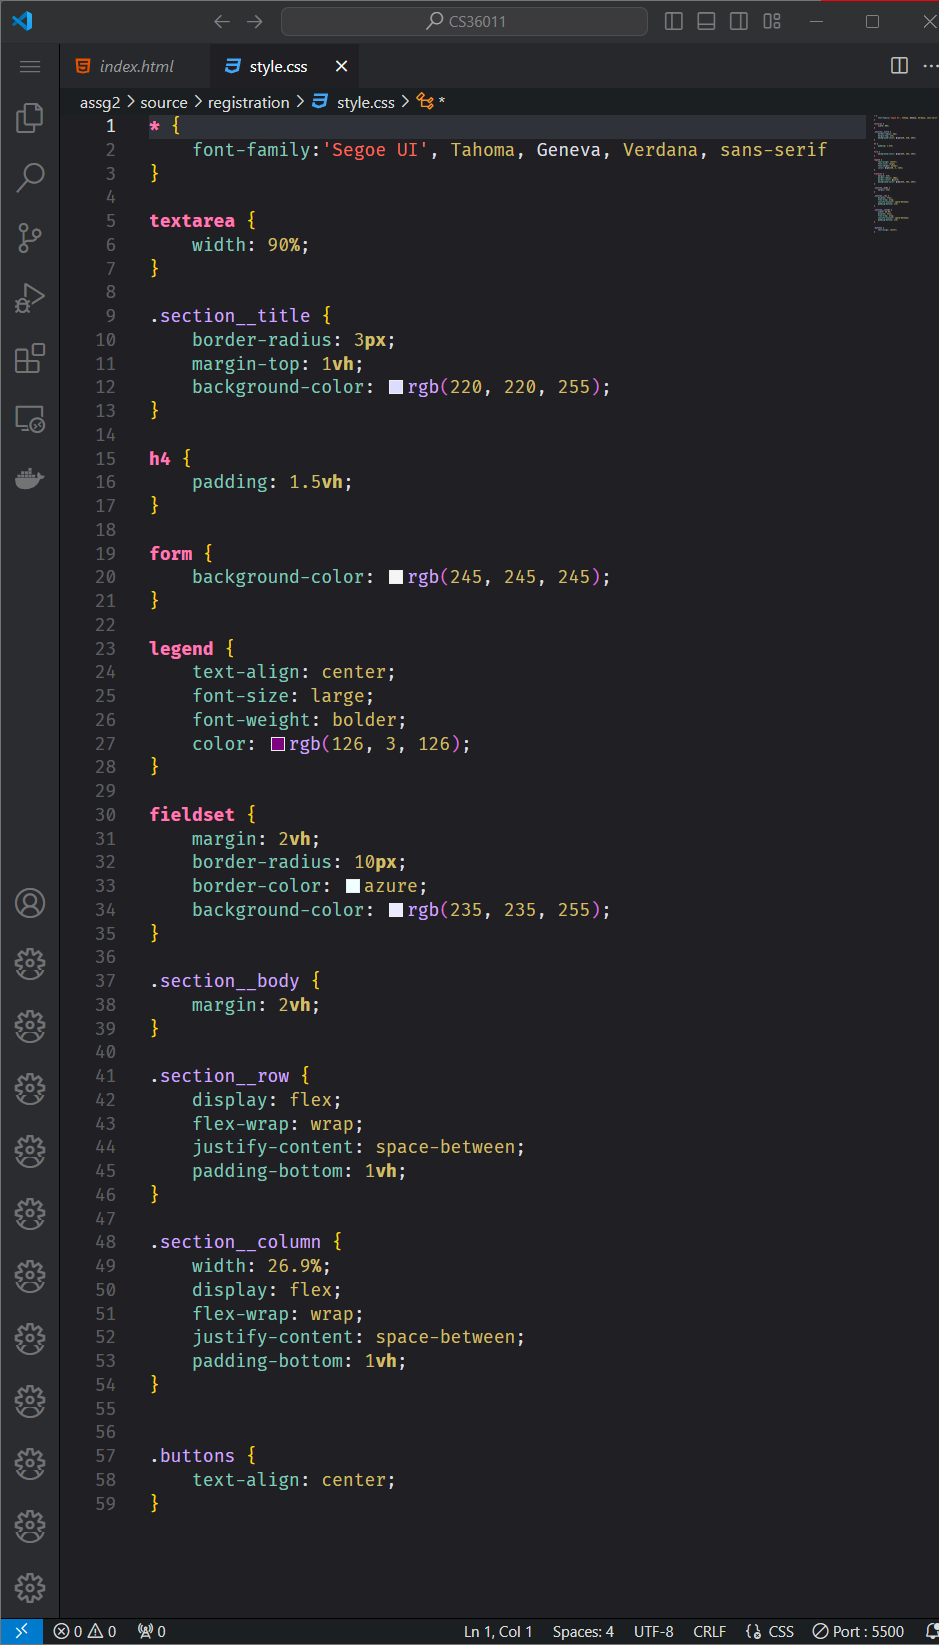 CS36011
index.html
style.css
assg2 > source > registration > style.css > *
1 * {
2 font-family:'Segoe UI', Tahoma, Geneva, Verdana, sans-serif
3 }
4
5 textarea {
6 width: 90%;
7 }
8
9 .section__title {
10 border-radius: 3px;
11 margin-top: 1vh;
12 background-color: rgb(220, 220, 255);
13 }
14
15 h4 {
16 padding: 1.5vh;
17 }
18
19 form {
20 background-color: rgb(245, 245, 245);
21 }
22
23 legend {
24 text-align: center;
25 font-size: large;
26 font-weight: bolder;
27 color: rgb(126, 3, 126);
28 }
29
30 fieldset {
31 margin: 2vh;
32 border-radius: 10px;
33 border-color: azure;
34 background-color: rgb(235, 235, 255);
35 }
36
37 .section__body {
38 margin: 2vh;
39 }
40
41 .section__row {
42 display: flex;
43 flex-wrap: wrap;
44 justify-content: space-between;
45 padding-bottom: 1vh;
46 }
47
48 .section__column {
49 width: 26.9%;
50 display: flex;
51 flex-wrap: wrap;
52 justify-content: space-between;
53 padding-bottom: 1vh;
54 }
55
56
57 .buttons {
58 text-align: center;
59 }
0 0 0 Ln 1, Col 1 Spaces: 4 UTF-8 CRLF CSS Port : 5500